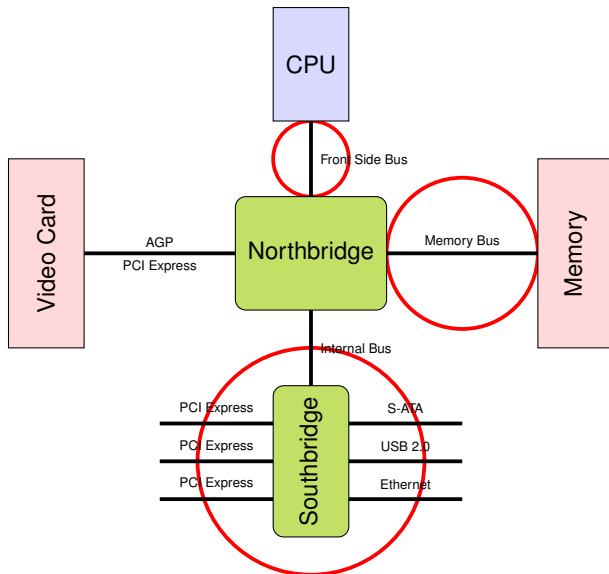 CPU
Front Side Bus
Video Card
AGP
PCI Express
Northbridge
Memory Bus
Memory
Internal Bus
PCI Express
S-ATA
PCI Express
USB 2.0
PCI Express
Ethernet
Southbridge